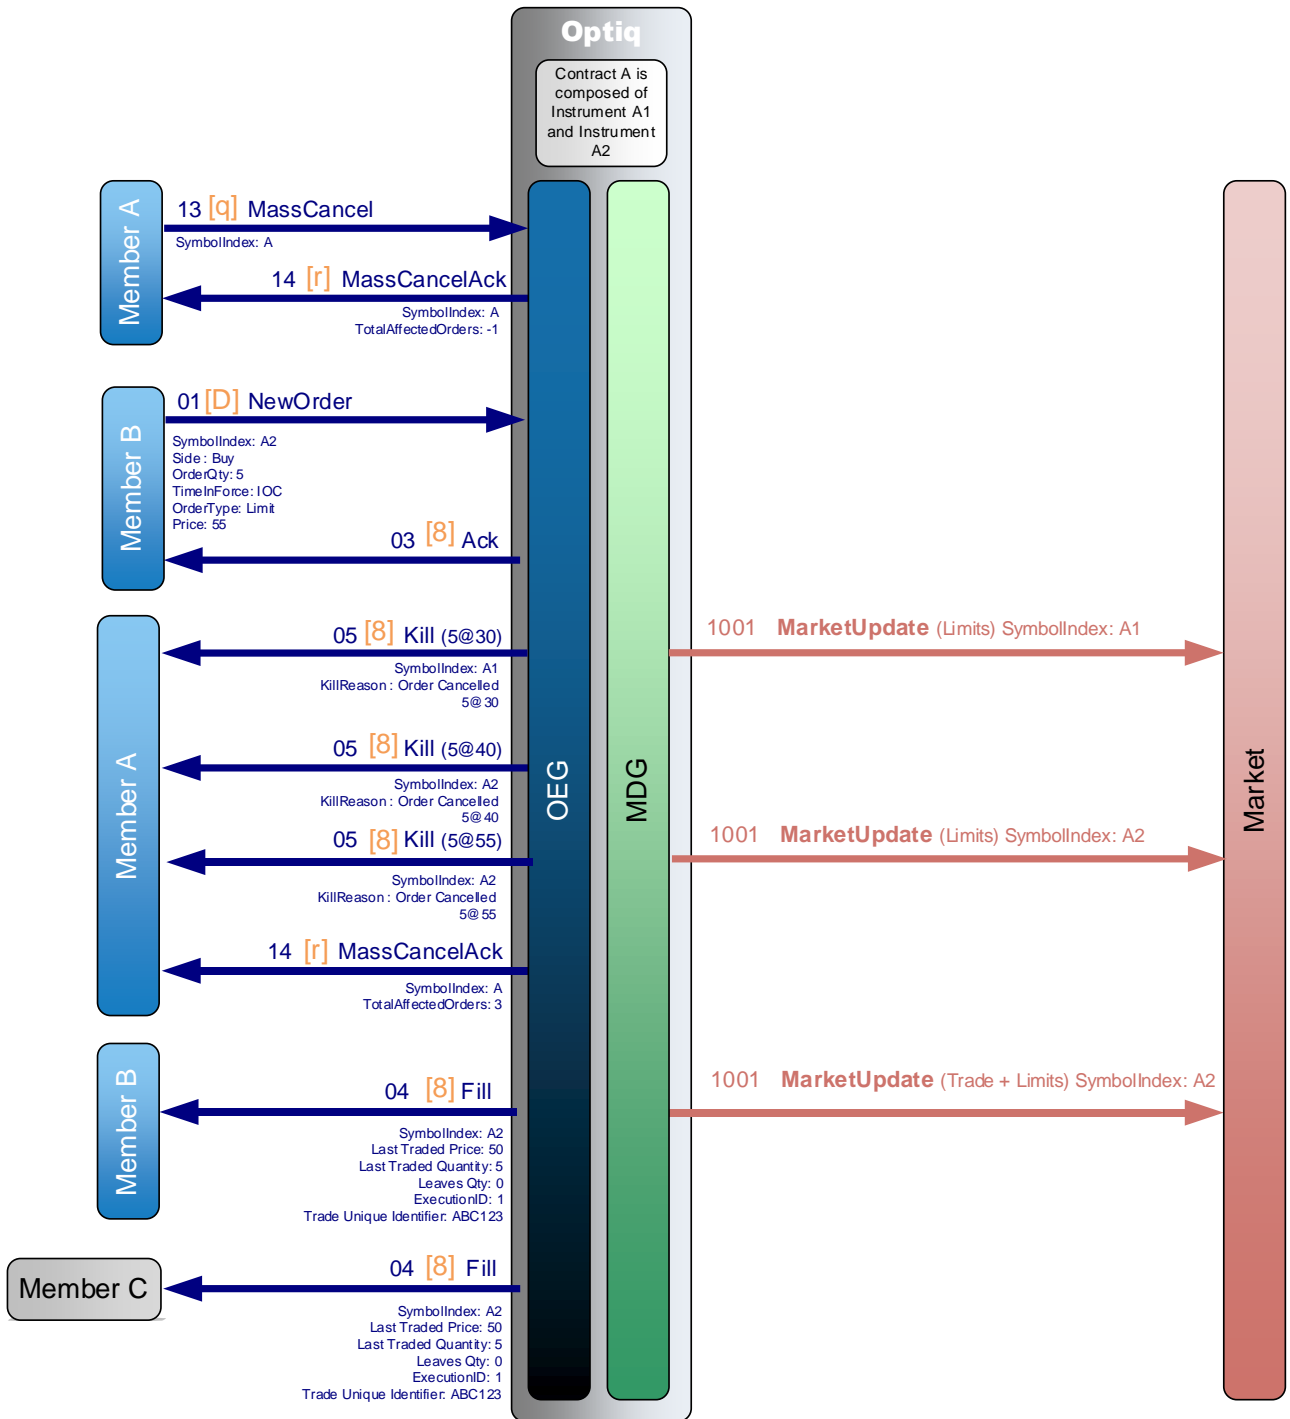 Optiq
Contract A is
composed of
Instrument A1
and Instrument
A2
Member A
13 [q] MassCancel
SymbolIndex: A
14 [r] MassCancelAck
SymbolIndex: A
TotalAffectedOrders: -1
Member B
01 [D] NewOrder
SymbolIndex: A2
Side : Buy
OrderQty: 5
TimeInForce: IOC
OrderType: Limit
Price: 55
03 [8] Ack
Member A
05 [8] Kill (5@30)
SymbolIndex: A1
KillReason : Order Cancelled
5@30
1001 MarketUpdate (Limits) SymbolIndex: A1
05 [8] Kill (5@40)
SymbolIndex: A2
KillReason : Order Cancelled
5@40
OEG
MDG
Market
05 [8] Kill (5@55)
SymbolIndex: A2
KillReason : Order Cancelled
5@55
1001 MarketUpdate (Limits) SymbolIndex: A2
14 [r] MassCancelAck
SymbolIndex: A
TotalAffectedOrders: 3
Member B
04 [8] Fill
SymbolIndex: A2
Last Traded Price: 50
Last Traded Quantity: 5
Leaves Qty: 0
ExecutionID: 1
Trade Unique Identifier: ABC123
1001 MarketUpdate (Trade + Limits) SymbolIndex: A2
Member C
04 [8] Fill
SymbolIndex: A2
Last Traded Price: 50
Last Traded Quantity: 5
Leaves Qty: 0
ExecutionID: 1
Trade Unique Identifier: ABC123